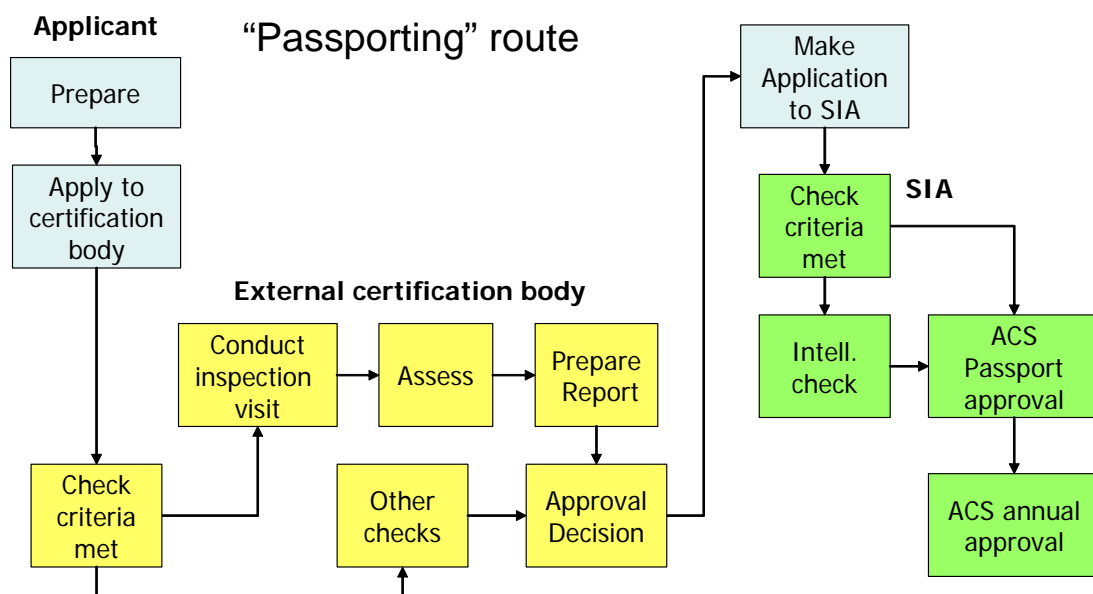 Applicant
“Passporting” route
Prepare
Apply to
certification
body
Make
Application
to SIA
SIA
Check
criteria
met
External certification body
Conduct
inspection
visit
Assess
Prepare
Report
Intell.
check
ACS
Passport
approval
Check
criteria
met
Other
checks
Approval
Decision
ACS annual
approval